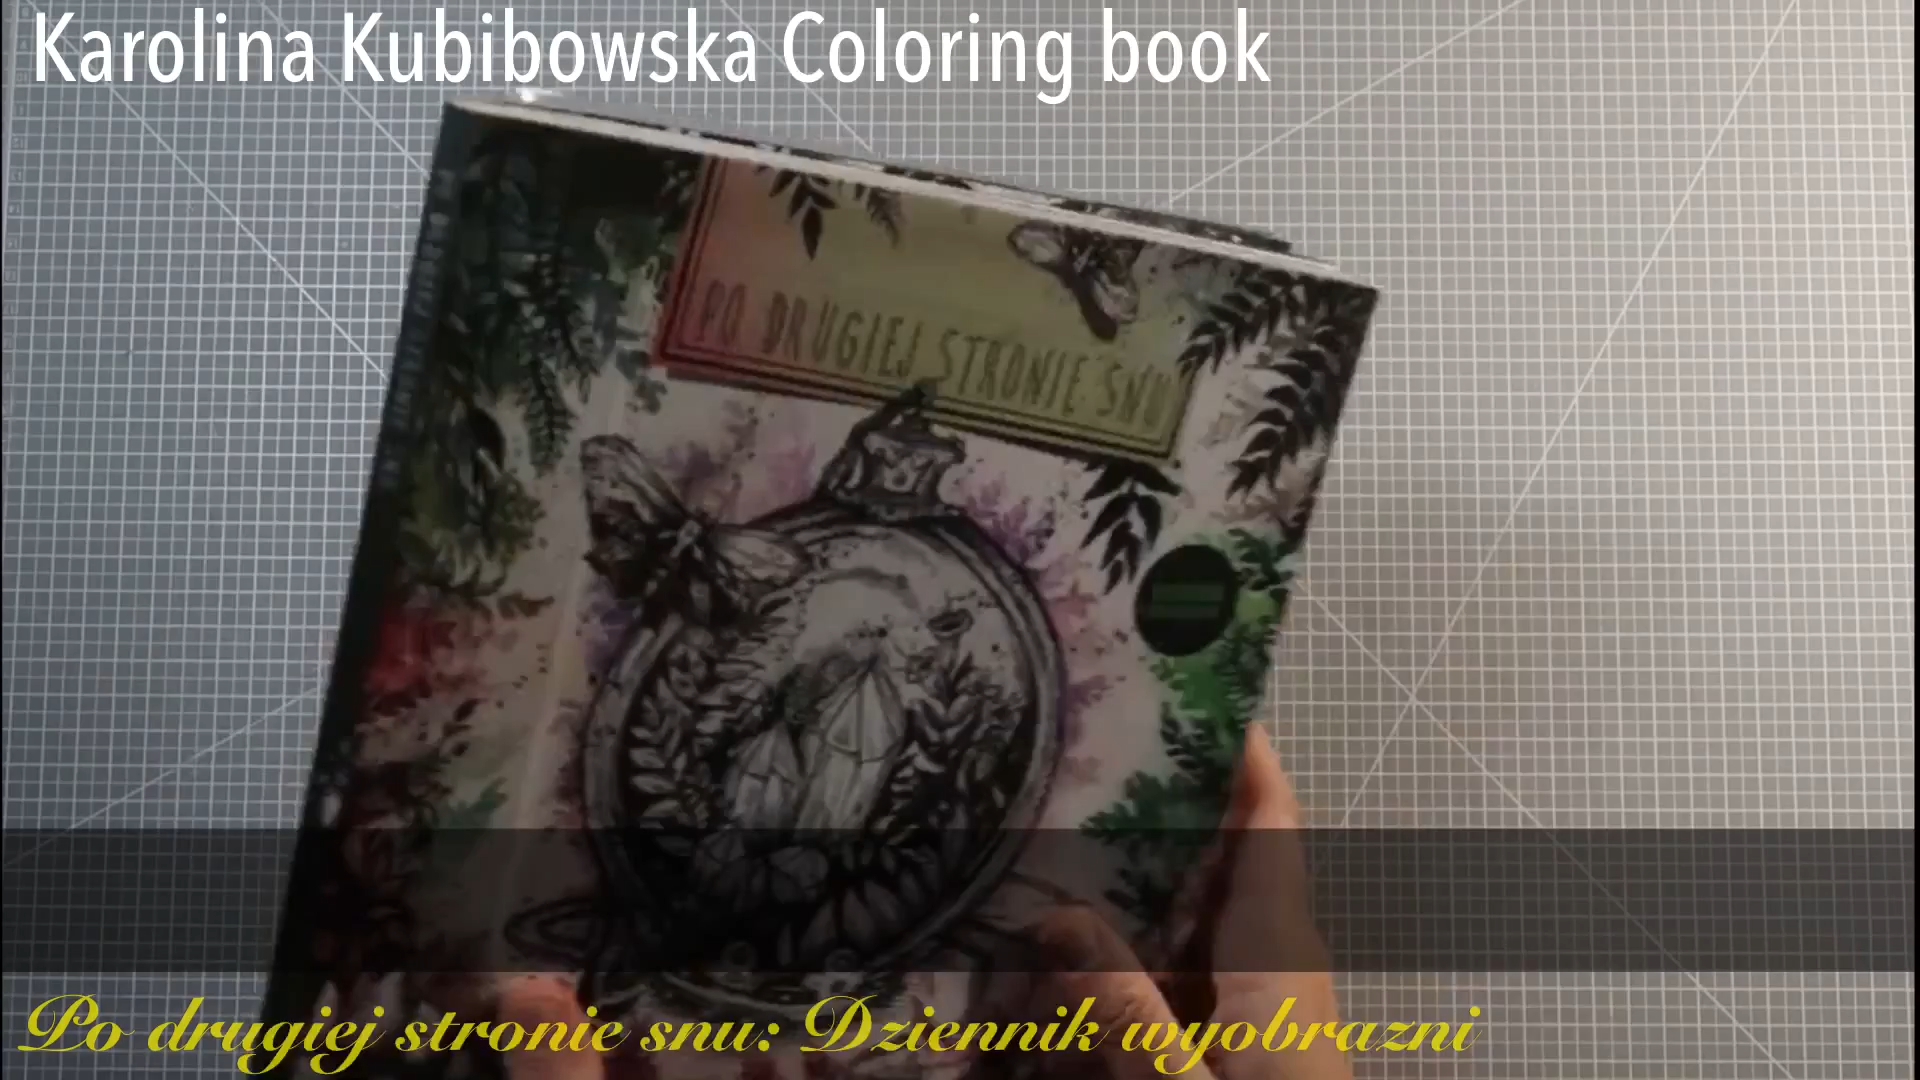 Karolina Kubibowska Coloring book
PO DRUGIEJ STRONIE SNU
Po drugiej stronie snu: Dziennik wyobrazni